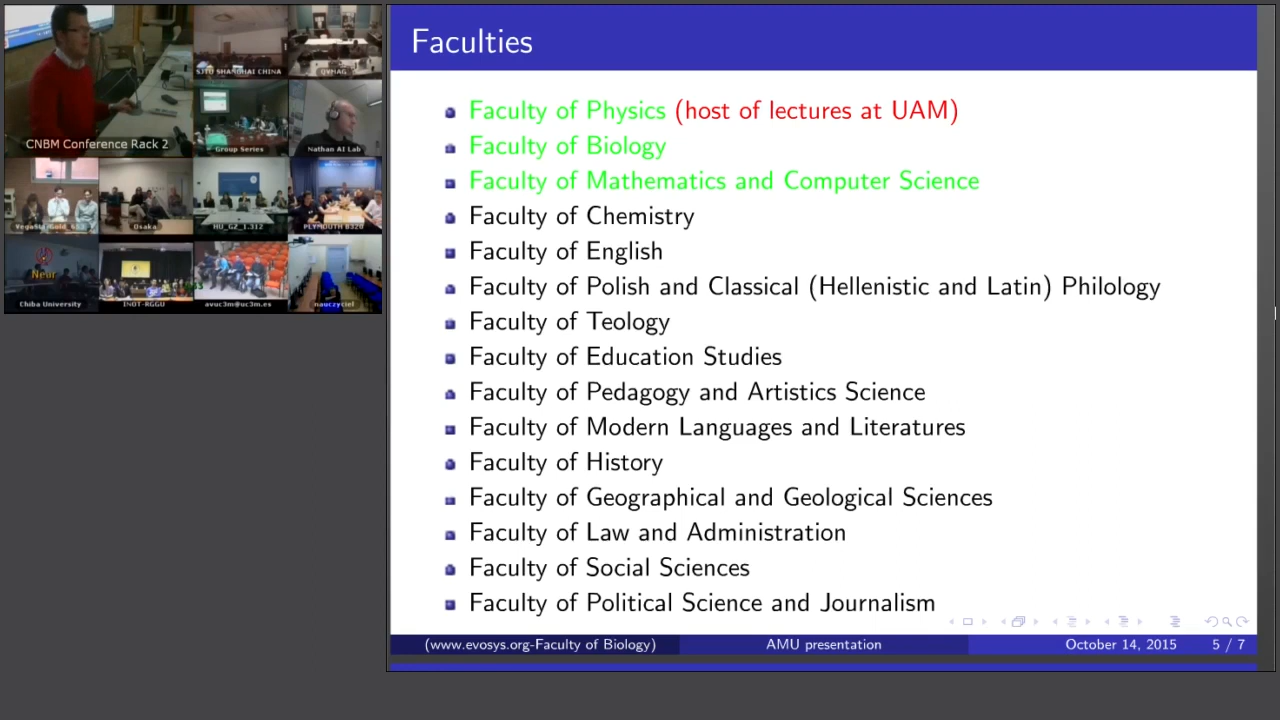 CNBM Conference Rack 2
SJTU SHANGHAI CHINA
QVMAG
Group Series
Nathan AI Lab
Osaka
HU_G2_1.312
PLYMOUTH B320
Near
Chiba University
INOT-RGGU
avuc3m@uc3m.es
nauczyciel
Faculties
Faculty of Physics (host of lectures at UAM)
Faculty of Biology
Faculty of Mathematics and Computer Science
Faculty of Chemistry
Faculty of English
Faculty of Polish and Classical (Hellenistic and Latin) Philology
Faculty of Teology
Faculty of Education Studies
Faculty of Pedagogy and Artistics Science
Faculty of Modern Languages and Literatures
Faculty of History
Faculty of Geographical and Geological Sciences
Faculty of Law and Administration
Faculty of Social Sciences
Faculty of Political Science and Journalism
(www.evosys.org-Faculty of Biology)
AMU presentation
October 14, 2015
5 / 7